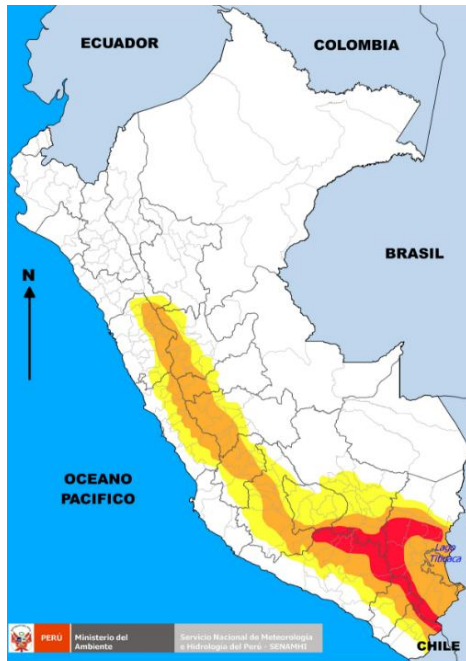 ECUADOR
COLOMBIA
BRASIL
N
OCEANO
PACIFICO
Lago
Titicaca
CHILE
PERÚ
Ministerio del
Ambiente
Servicio Nacional de Meteorología
e Hidrología del Perú - SENAMHI